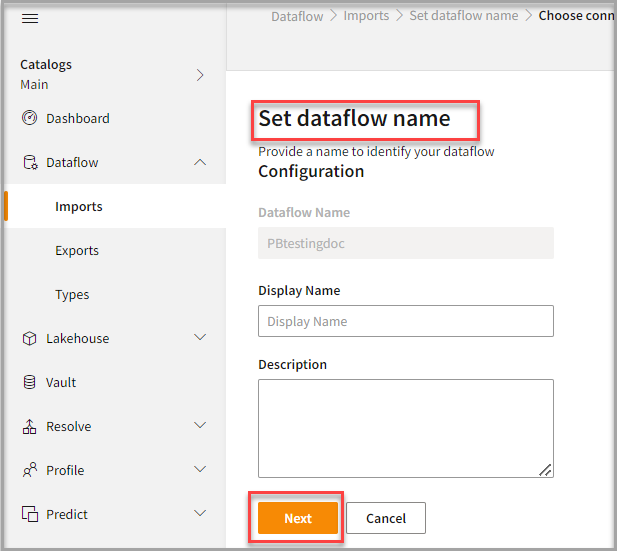 Dataflow > Imports > Set dataflow name > Choose conn
Catalogs
Main
Dashboard
Dataflow
Imports
Exports
Types
Lakehouse
Vault
Resolve
Profile
Predict
Set dataflow name
Provide a name to identify your dataflow
Configuration
Dataflow Name
PBtestingdoc
Display Name
Display Name
Description
Next
Cancel